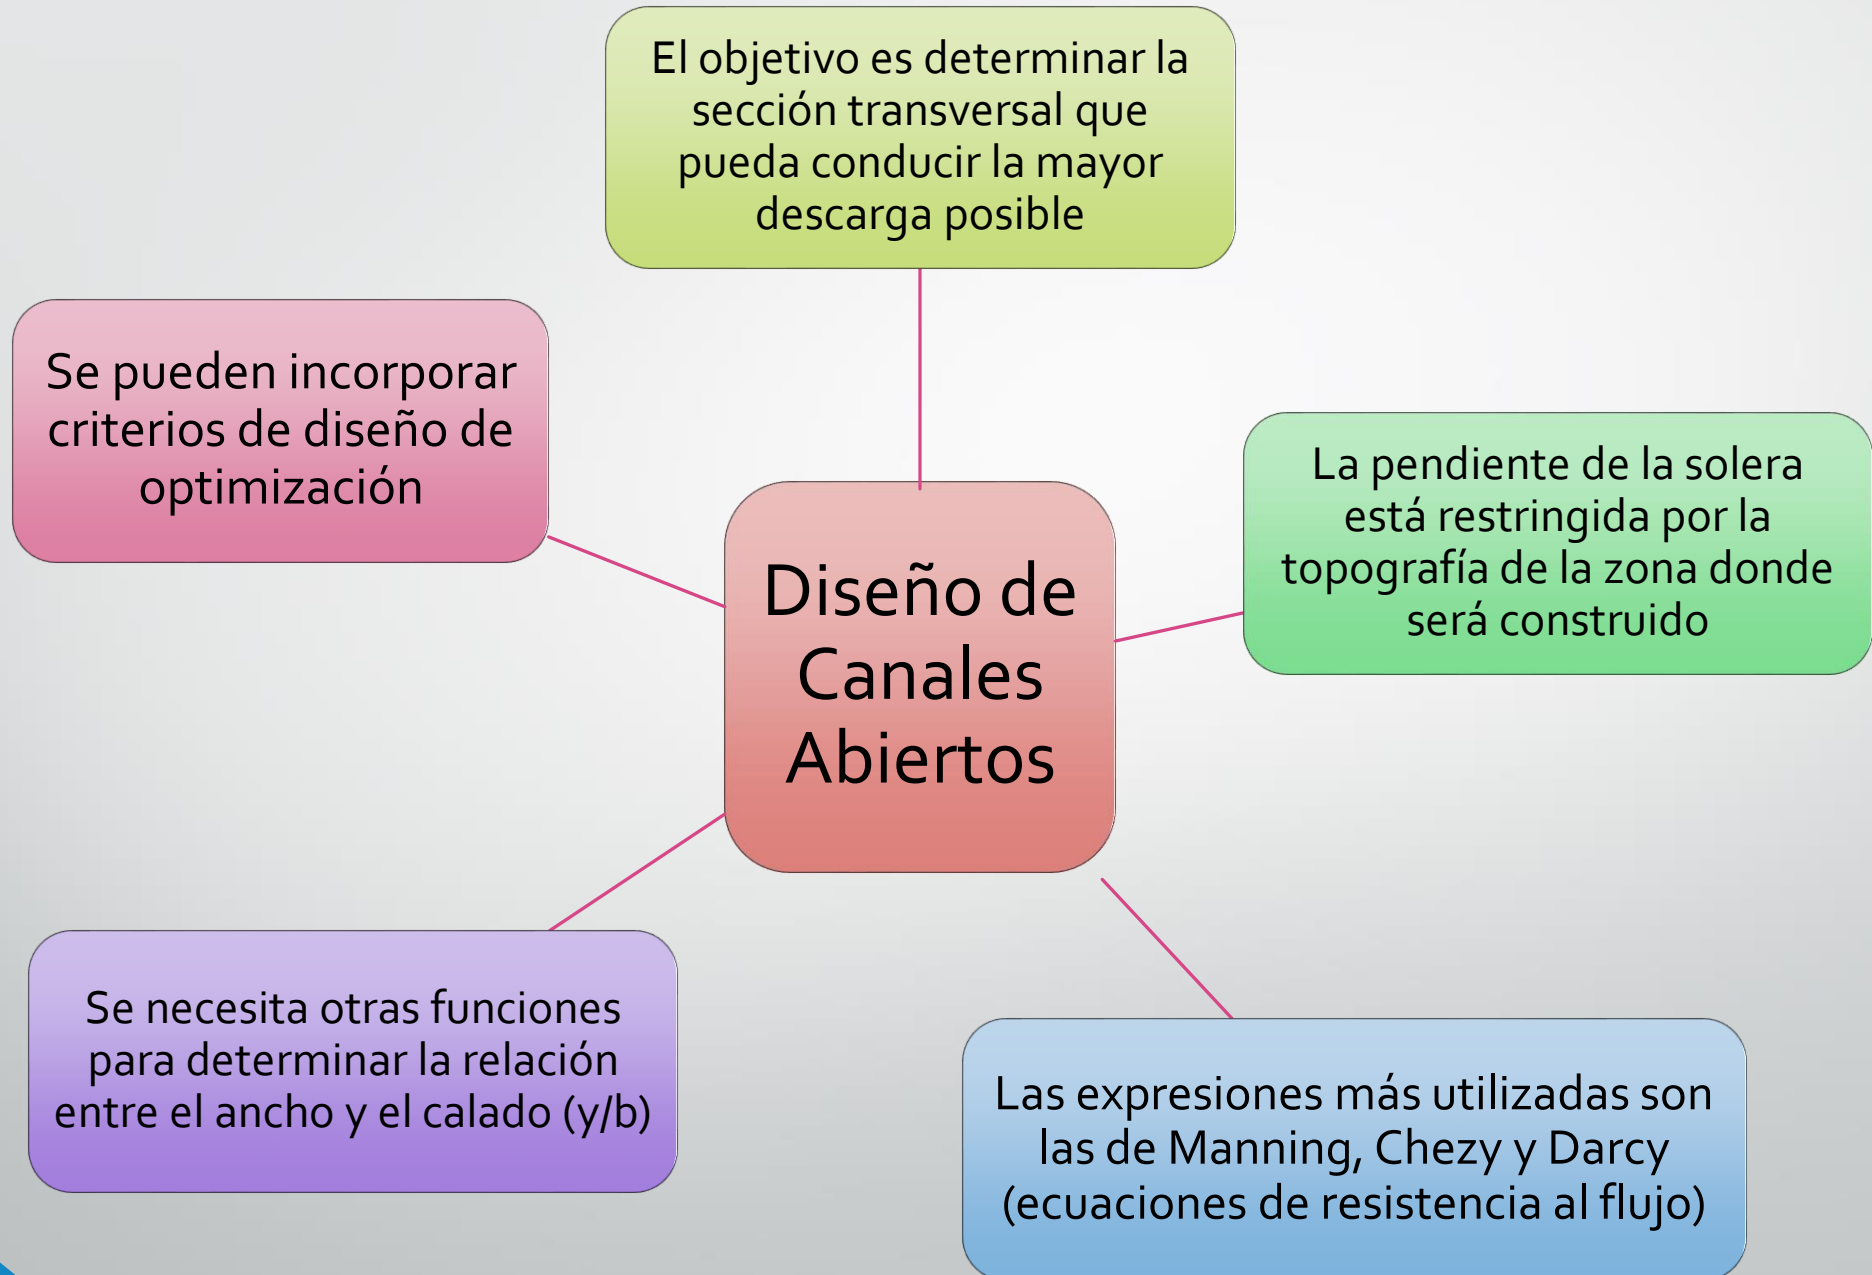 El objetivo es determinar la
sección transversal que
pueda conducir la mayor
descarga posible
Se pueden incorporar
criterios de diseño de
optimización
La pendiente de la solera
está restringida por la
topografía de la zona donde
será construido
Diseño de
Canales
Abiertos
Se necesita otras funciones
para determinar la relación
entre el ancho y el calado (y/b)
Las expresiones más utilizadas son
las de Manning, Chezy y Darcy
(ecuaciones de resistencia al flujo)